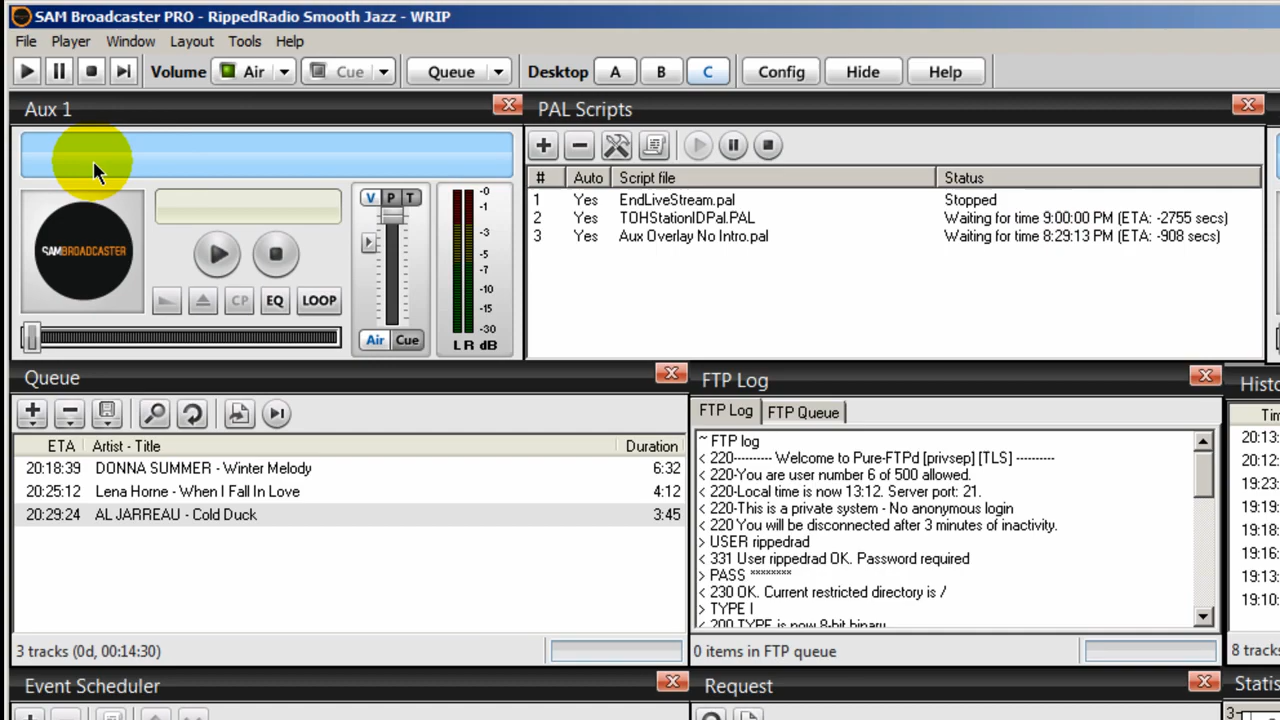 SAM Broadcaster PRO - RippedRadio Smooth Jazz - WRIP
File Player Window Layout Tools Help
Volume Air Cue Queue Desktop A B C Config Hide Help
Aux 1
V P T
SAMBROADCASTER
CP EQ LOOP
Air Cue
-0
-1
-3
-5
-7
-10
-15
-30
L R dB
PAL Scripts
# Auto Script file Status
1 Yes EndLiveStream.pal Stopped
2 Yes TOHStationIDPal.PAL Waiting for time 9:00:00 PM (ETA: -2755 secs)
3 Yes Aux Overlay No Intro.pal Waiting for time 8:29:13 PM (ETA: -908 secs)
Queue
ETA Artist - Title Duration
20:18:39 DONNA SUMMER - Winter Melody 6:32
20:25:12 Lena Horne - When I Fall In Love 4:12
20:29:24 AL JARREAU - Cold Duck 3:45
3 tracks (0d, 00:14:30)
FTP Log
FTP Log FTP Queue
~ FTP log
< 220---------- Welcome to Pure-FTPd [privsep] [TLS] ----------
< 220-You are user number 6 of 500 allowed.
< 220-Local time is now 13:12. Server port: 21.
< 220-This is a private system - No anonymous login
< 220 You will be disconnected after 3 minutes of inactivity.
> USER rippedrad
< 331 User rippedrad OK. Password required
> PASS ********
< 230 OK. Current restricted directory is /
> TYPE I
< 200 TYPE is now 8-bit binary
0 items in FTP queue
Histo
Tim
20:13:
20:12:
19:23:
19:19:
19:18:
19:16:
19:13:
19:10:
8 tracks
Event Scheduler
Request
Statis
3